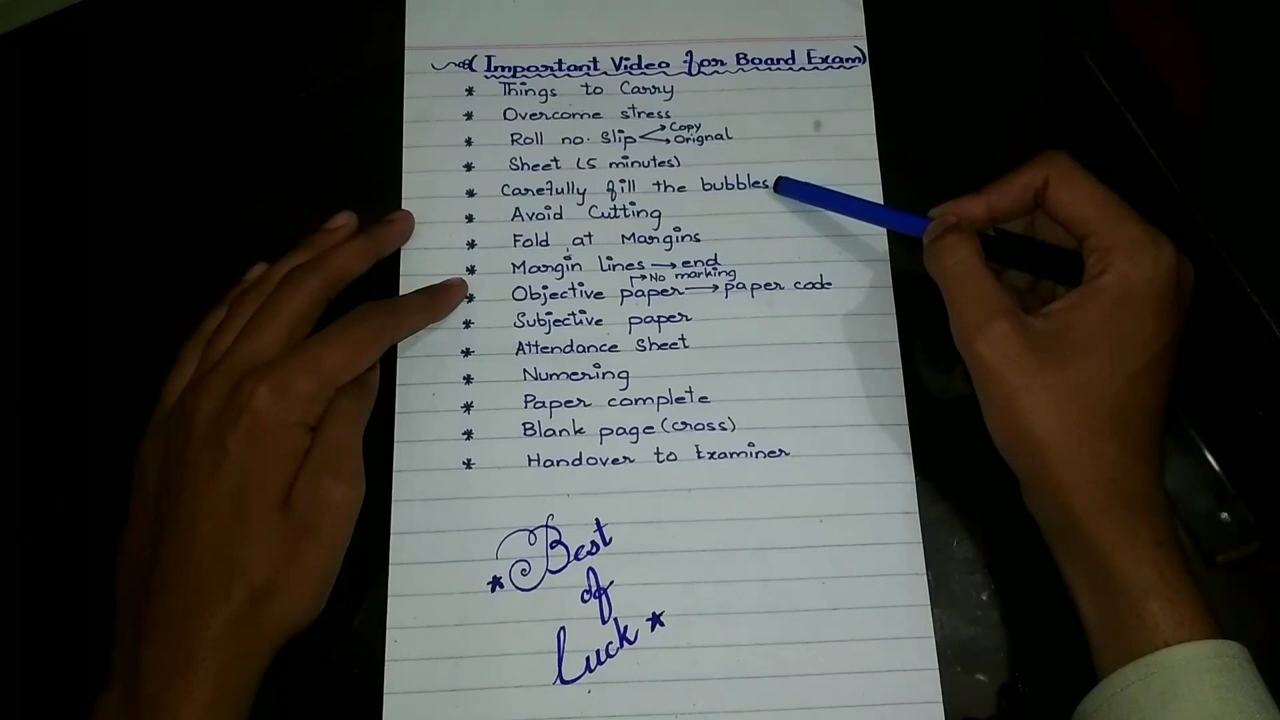 (Important Video for Board Exam)
* Things to Carry
* Overcome stress
* Roll no. Slip → Copy
→ Orignal
* Sheet (5 minutes)
* Carefully fill the bubbles
* Avoid Cutting
* Fold at Margins
* Margin lines → end
→ No marking
* Objective paper → paper code
* Subjective paper
* Attendance Sheet
* Numering
* Paper complete
* Blank page (cross)
* Handover to Examiner
* Best
of
Luck *